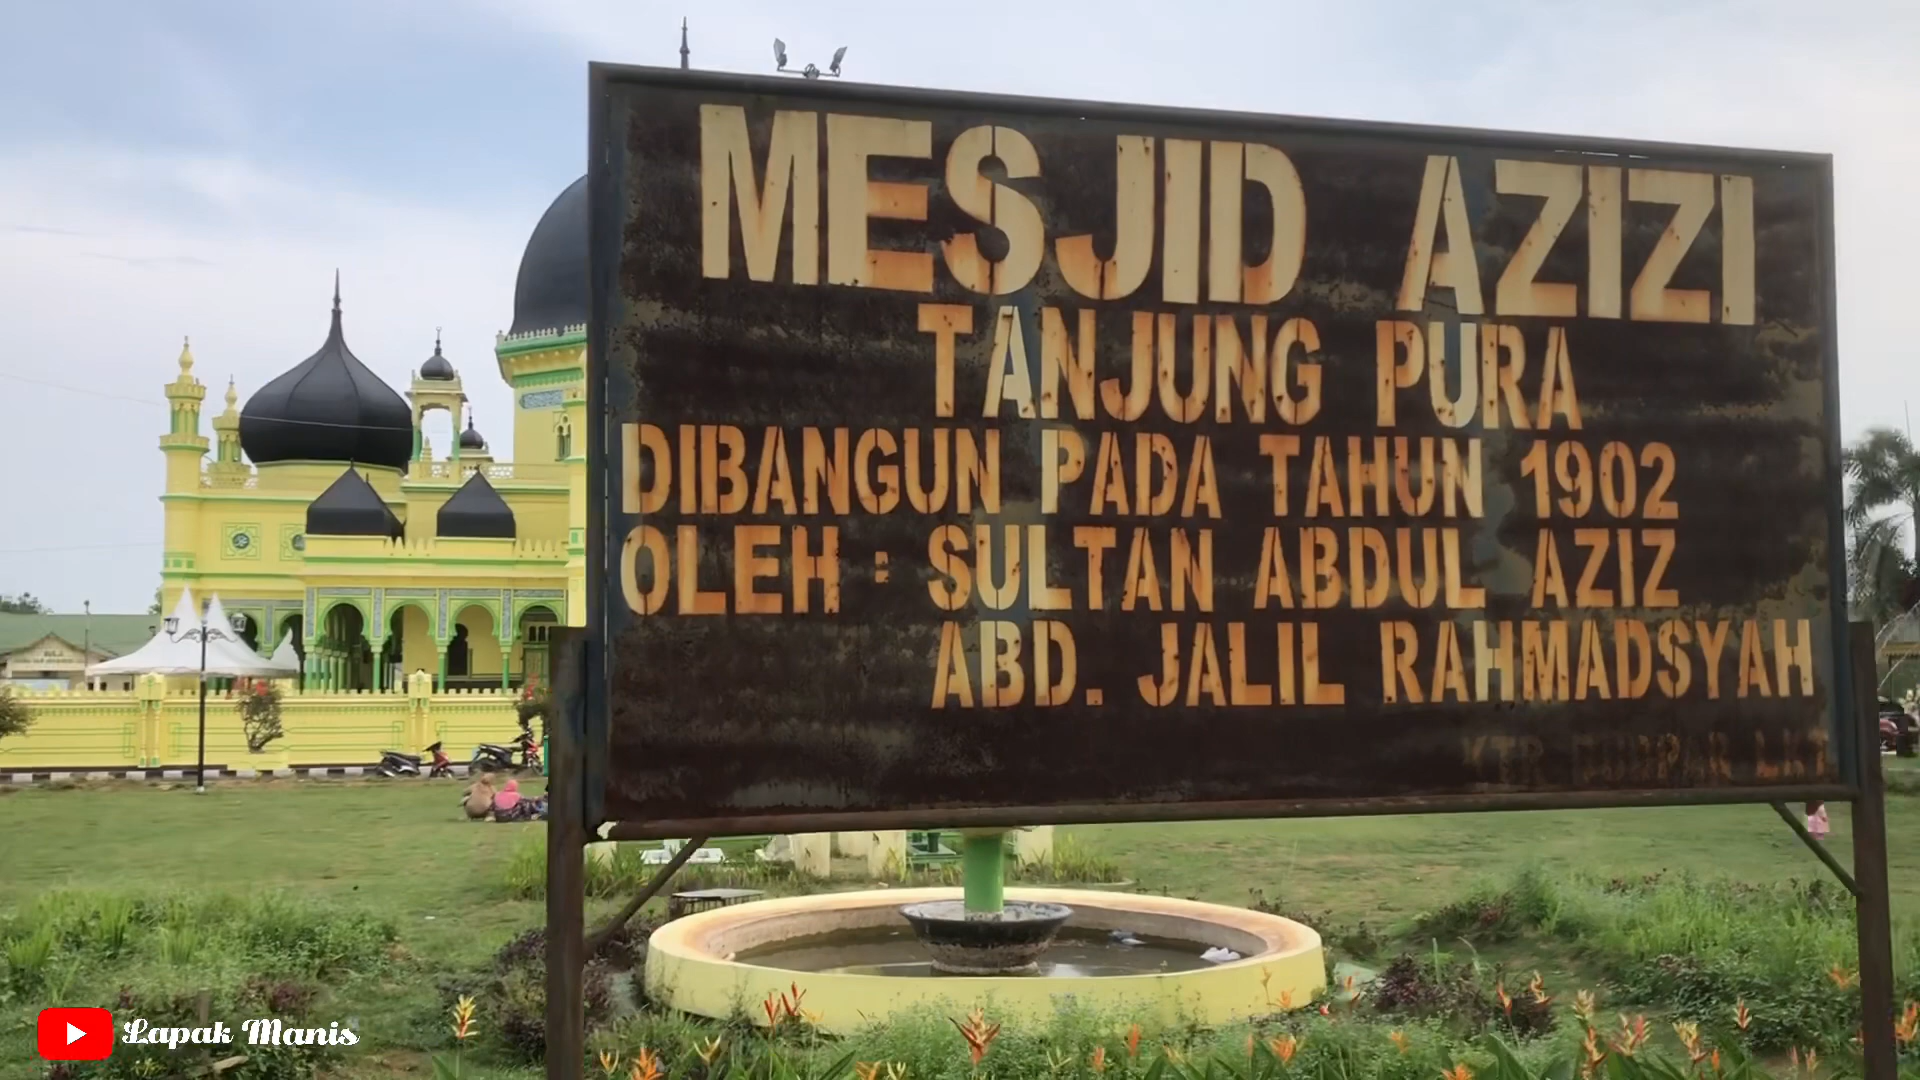 MESJID AZIZI
TANJUNG PURA
DIBANGUN PADA TAHUN 1902
OLEH : SULTAN ABDUL AZIZ
ABD. JALIL RAHMADSYAH
Lapak Manis